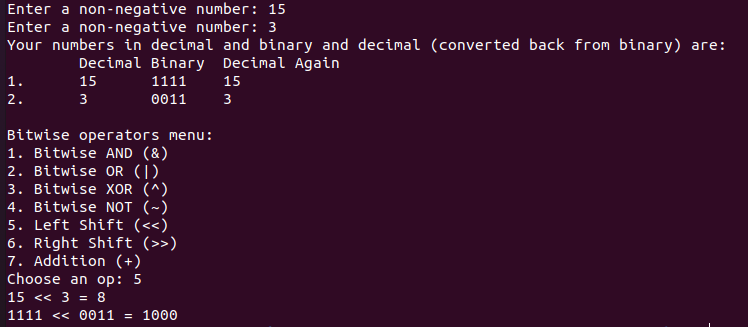 Enter a non-negative number: 15
Enter a non-negative number: 3
Your numbers in decimal and binary and decimal (converted back from binary) are:
        Decimal Binary  Decimal Again
1.      15      1111    15
2.      3       0011    3

Bitwise operators menu:
1. Bitwise AND (&)
2. Bitwise OR (|)
3. Bitwise XOR (^)
4. Bitwise NOT (~)
5. Left Shift (<<)
6. Right Shift (>>)
7. Addition (+)
Choose an op: 5
15 << 3 = 8
1111 << 0011 = 1000